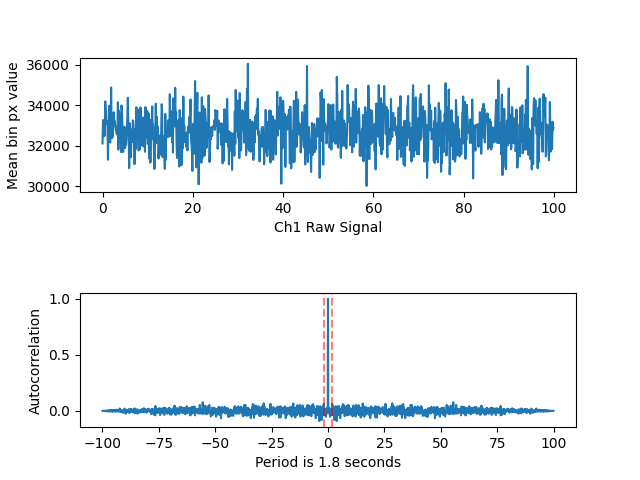 36000
34000
32000
30000
Mean bin px value
0 20 40 60 80 100
Ch1 Raw Signal
1.0
0.5
0.0
Autocorrelation
−100 −75 −50 −25 0 25 50 75 100
Period is 1.8 seconds